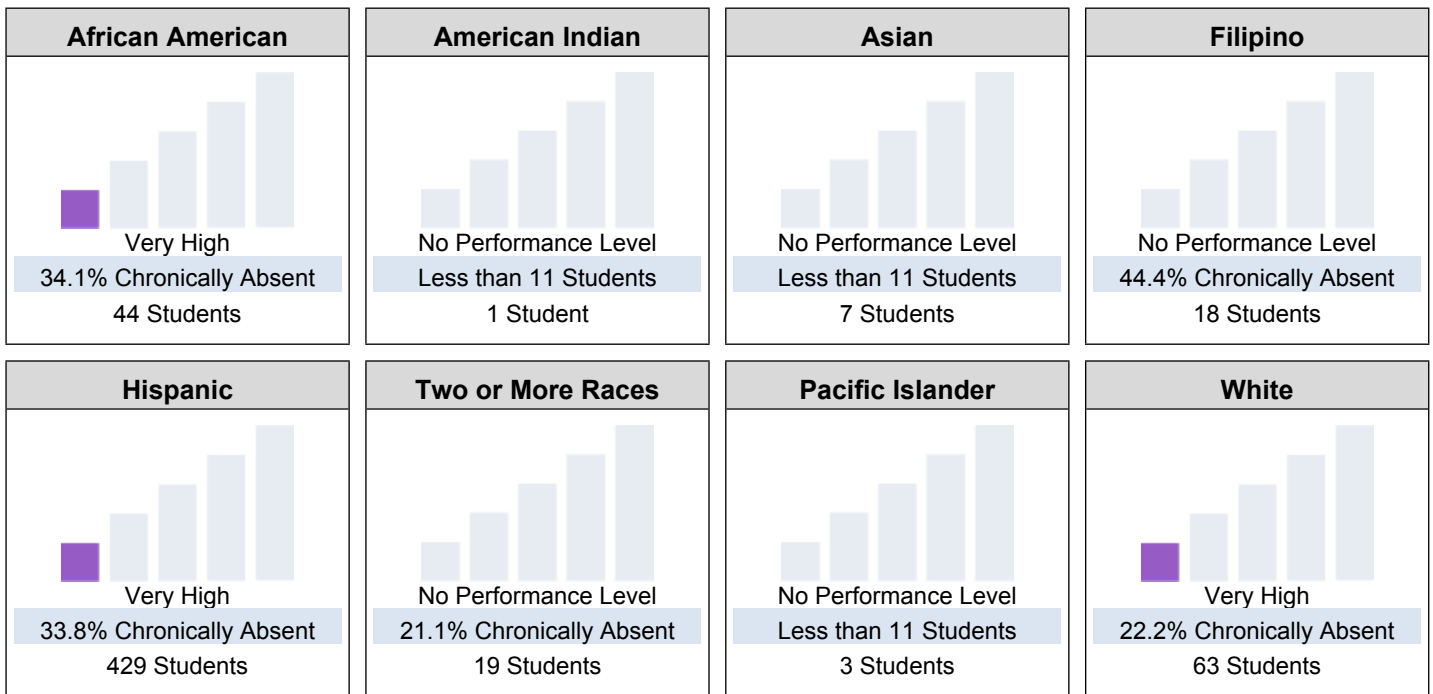 African American
Very High
34.1% Chronically Absent
44 Students
American Indian
No Performance Level
Less than 11 Students
1 Student
Asian
No Performance Level
Less than 11 Students
7 Students
Filipino
No Performance Level
44.4% Chronically Absent
18 Students
Hispanic
Very High
33.8% Chronically Absent
429 Students
Two or More Races
No Performance Level
21.1% Chronically Absent
19 Students
Pacific Islander
No Performance Level
Less than 11 Students
3 Students
White
Very High
22.2% Chronically Absent
63 Students